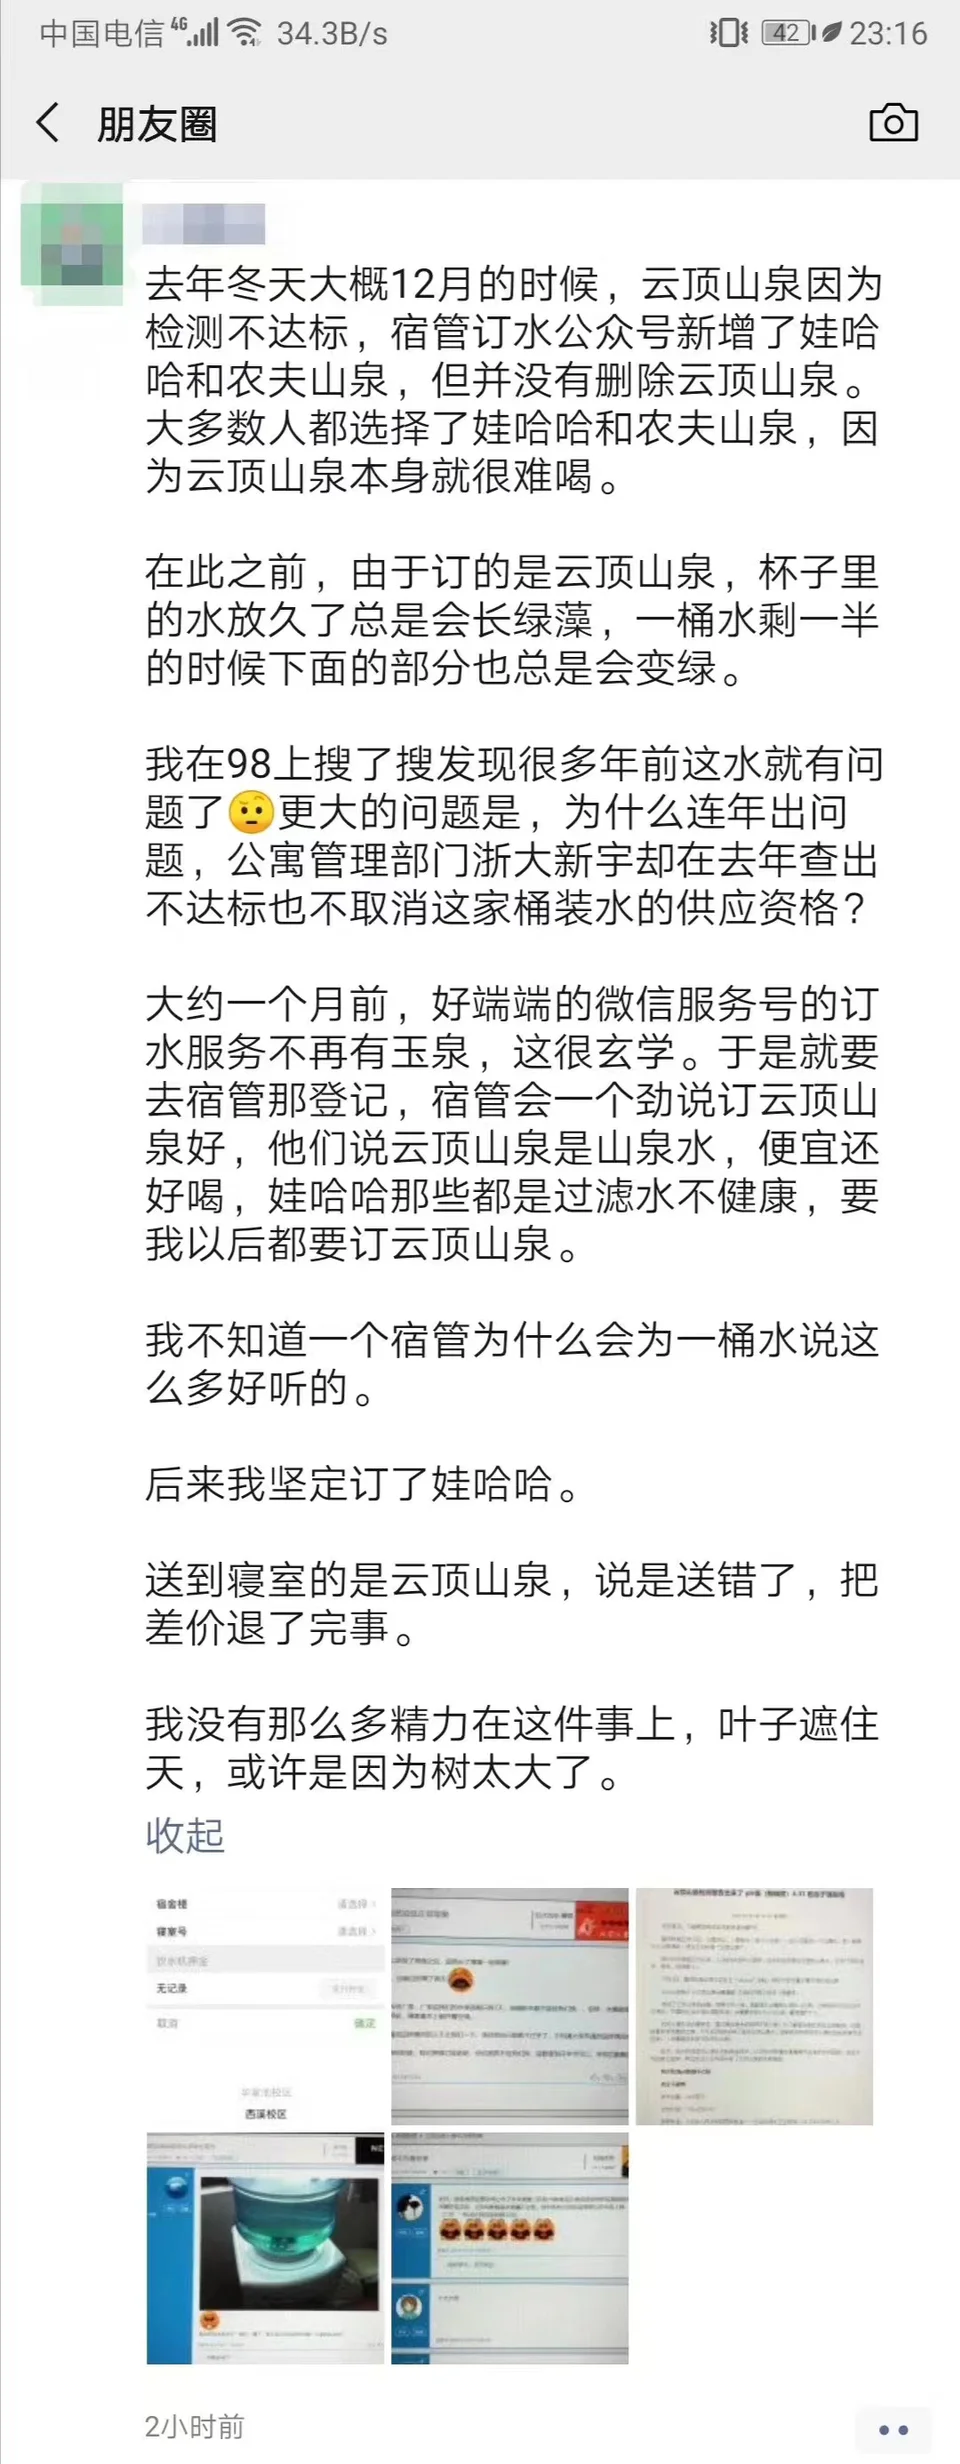 中国电信 4G 34.3B/s 42 23:16
朋友圈
去年冬天大概12月的时候，云顶山泉因为
检测不达标，宿管订水公众号新增了娃哈
哈和农夫山泉，但并没有删除云顶山泉。
大多数人都选择了娃哈哈和农夫山泉，因
为云顶山泉本身就很难喝。
在此之前，由于订的是云顶山泉，杯子里
的水放久了总是会长绿藻，一桶水剩一半
的时候下面的部分也总是会变绿。
我在98上搜了搜发现很多年前这水就有问
题了🤨更大的问题是，为什么连年出问
题，公寓管理部门浙大新宇却在去年查出
不达标也不取消这家桶装水的供应资格？
大约一个月前，好端端的微信服务号的订
水服务不再有玉泉，这很玄学。于是就要
去宿管那登记，宿管会一个劲说订云顶山
泉好，他们说云顶山泉是山泉水，便宜还
好喝，娃哈哈那些都是过滤水不健康，要
我以后都要订云顶山泉。
我不知道一个宿管为什么会为一桶水说这
么多好听的。
后来我坚定订了娃哈哈。
送到寝室的是云顶山泉，说是送错了，把
差价退了完事。
我没有那么多精力在这件事上，叶子遮住
天，或许是因为树太大了。
收起
宿舍楼 请选择
寝室号 请选择
饮水机押金
无记录
取消 确定
华家池校区
西溪校区
2小时前